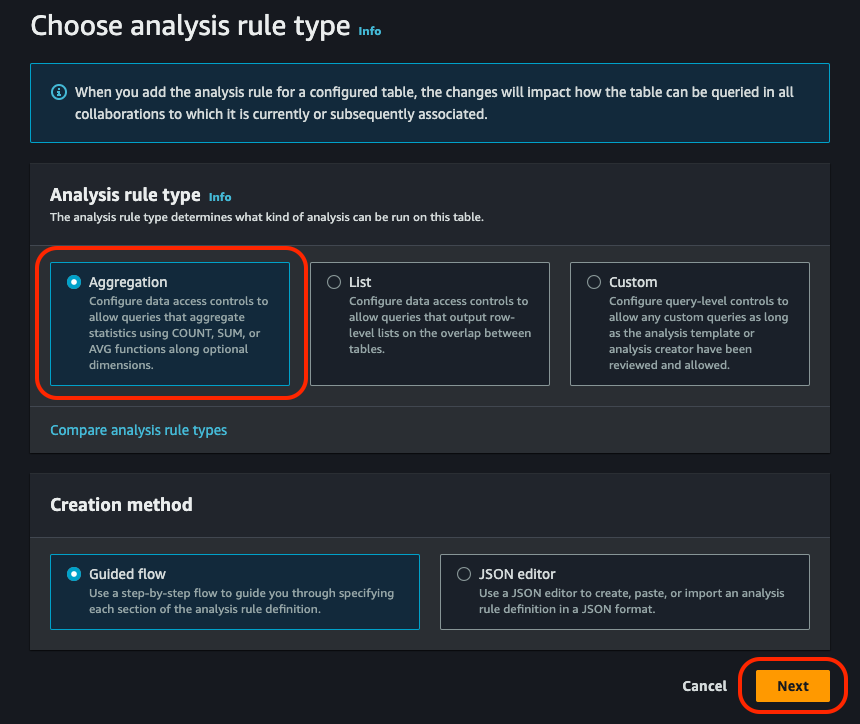 Choose analysis rule type Info
When you add the analysis rule for a configured table, the changes will impact how the table can be queried in all
collaborations to which it is currently or subsequently associated.
Analysis rule type Info
The analysis rule type determines what kind of analysis can be run on this table.
Aggregation
Configure data access controls to
allow queries that aggregate
statistics using COUNT, SUM, or
AVG functions along optional
dimensions.
List
Configure data access controls to
allow queries that output row-
level lists on the overlap between
tables.
Custom
Configure query-level controls to
allow any custom queries as long
as the analysis template or
analysis creator have been
reviewed and allowed.
Compare analysis rule types
Creation method
Guided flow
Use a step-by-step flow to guide you through specifying
each section of the analysis rule definition.
JSON editor
Use a JSON editor to create, paste, or import an analysis
rule definition in a JSON format.
Cancel
Next